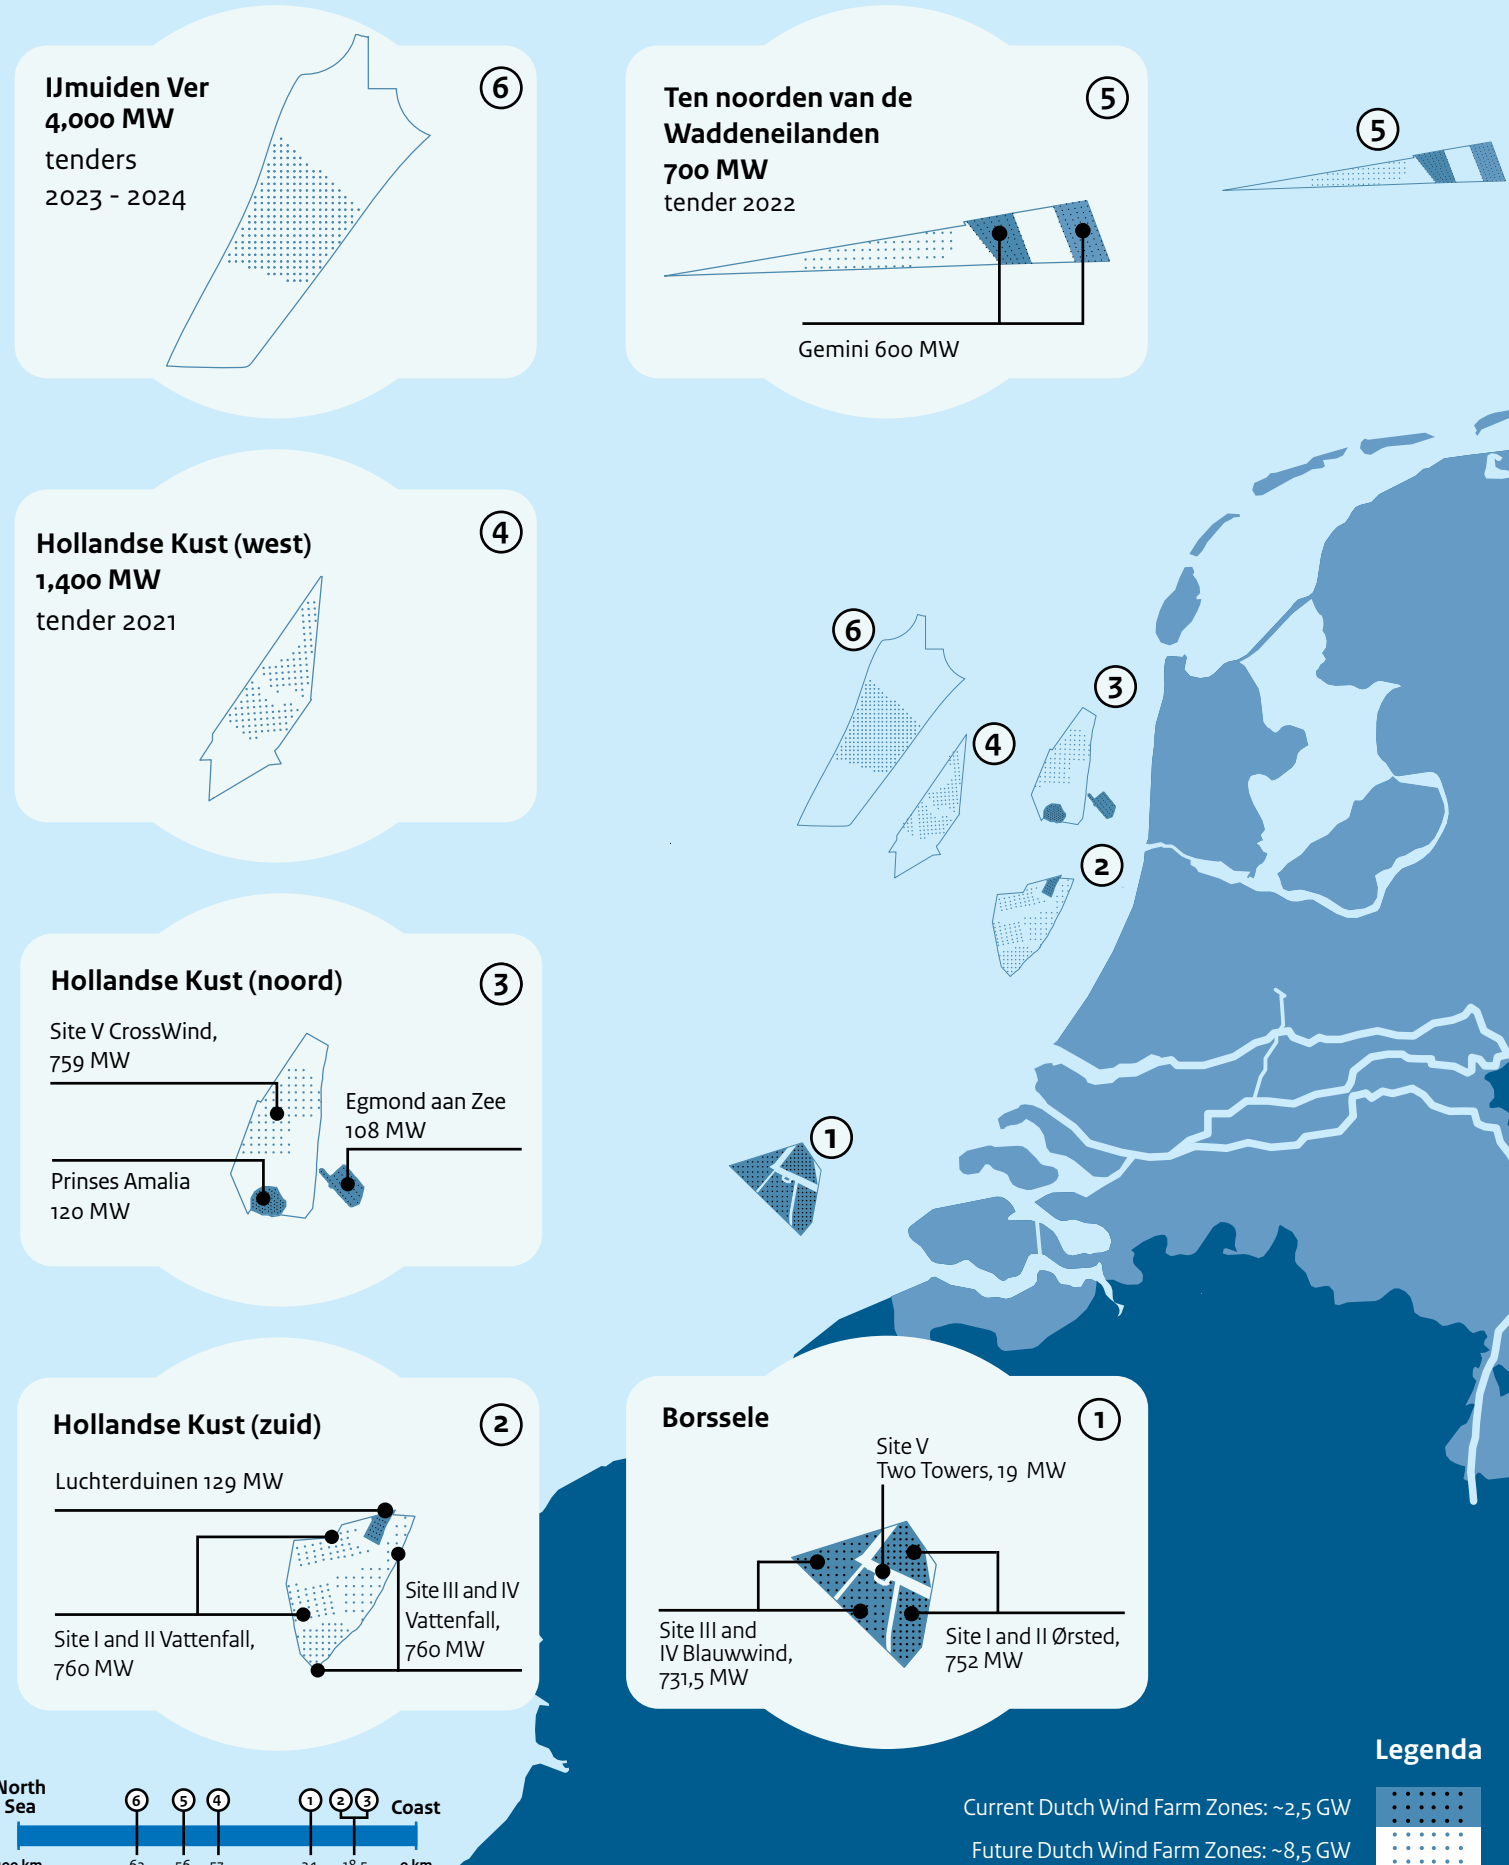 IJmuiden Ver
4,000 MW
tenders
2023 - 2024
6
Ten noorden van de
Waddeneilanden
700 MW
tender 2022
5
Gemini 600 MW
5
Hollandse Kust (west)
1,400 MW
tender 2021
4
6
3
4
2
1
Hollandse Kust (noord)
3
Site V CrossWind,
759 MW
Egmond aan Zee
108 MW
Prinses Amalia
120 MW
Hollandse Kust (zuid)
2
Luchterduinen 129 MW
Site III and IV
Vattenfall,
760 MW
Site I and II Vattenfall,
760 MW
Borssele
1
Site V
Two Towers, 19 MW
Site III and
IV Blauwwind,
731,5 MW
Site I and II Ørsted,
752 MW
North
Sea
6 5 4 1 2 3
Coast
0 km
Legenda
Current Dutch Wind Farm Zones: ~2,5 GW
Future Dutch Wind Farm Zones: ~8,5 GW